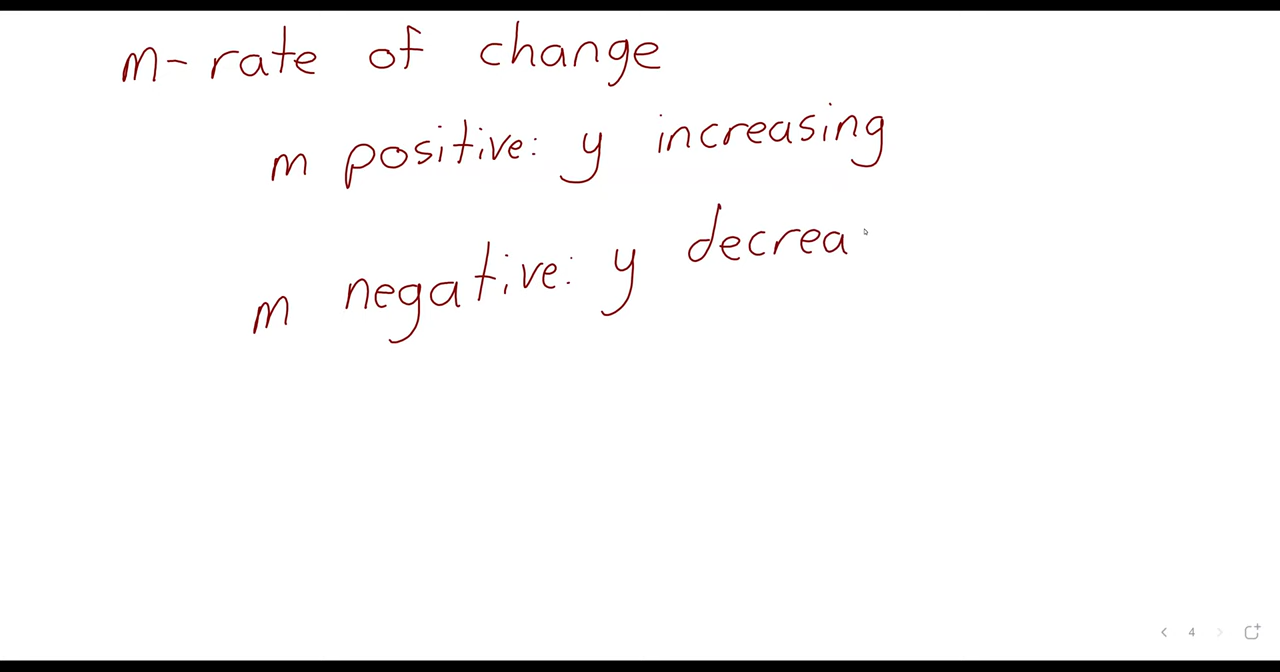 m- rate of change
m positive: y increasing
m negative: y decrea
4